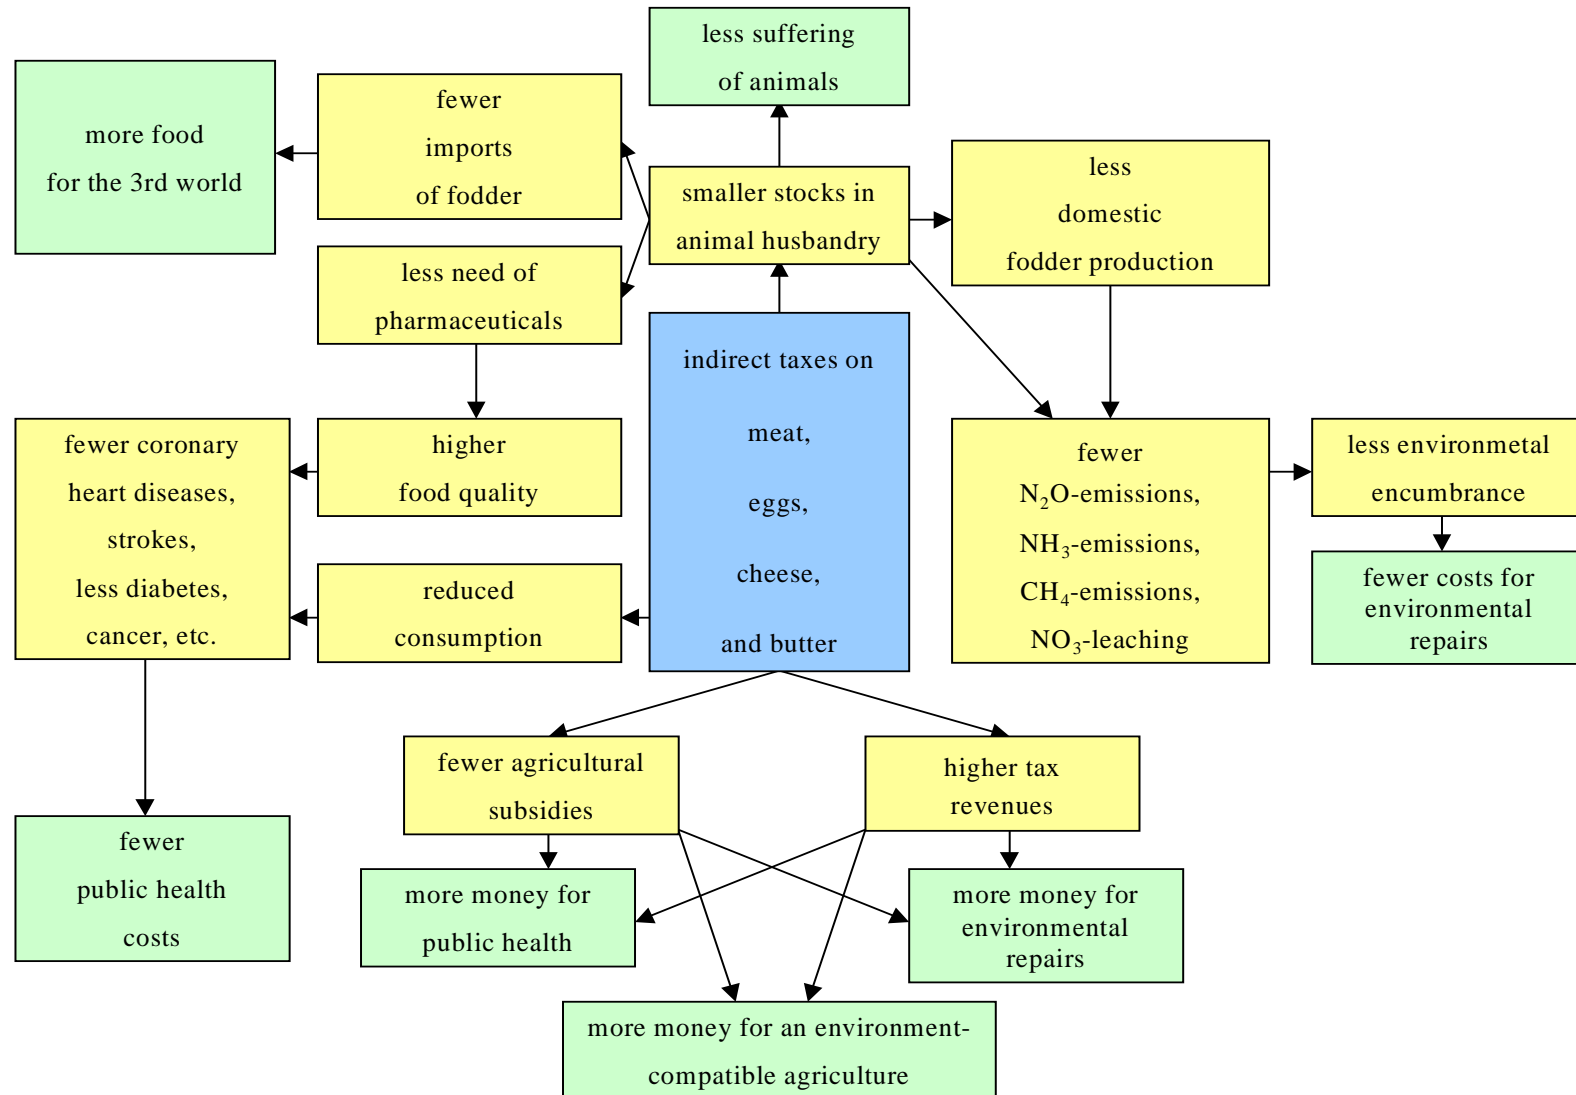 less suffering
of animals
more food
for the 3rd world
fewer
imports
of fodder
smaller stocks in
animal husbandry
less
domestic
fodder production
less need of
pharmaceuticals
indirect taxes on
meat,
eggs,
cheese,
and butter
fewer coronary
heart diseases,
strokes,
less diabetes,
cancer, etc.
higher
food quality
reduced
consumption
fewer
N₂O-emissions,
NH₃-emissions,
CH₄-emissions,
NO₃-leaching
less environmetal
encumbrance
fewer costs for
environmental
repairs
fewer agricultural
subsidies
higher tax
revenues
fewer
public health
costs
more money for
public health
more money for
environmental
repairs
more money for an environment-
compatible agriculture